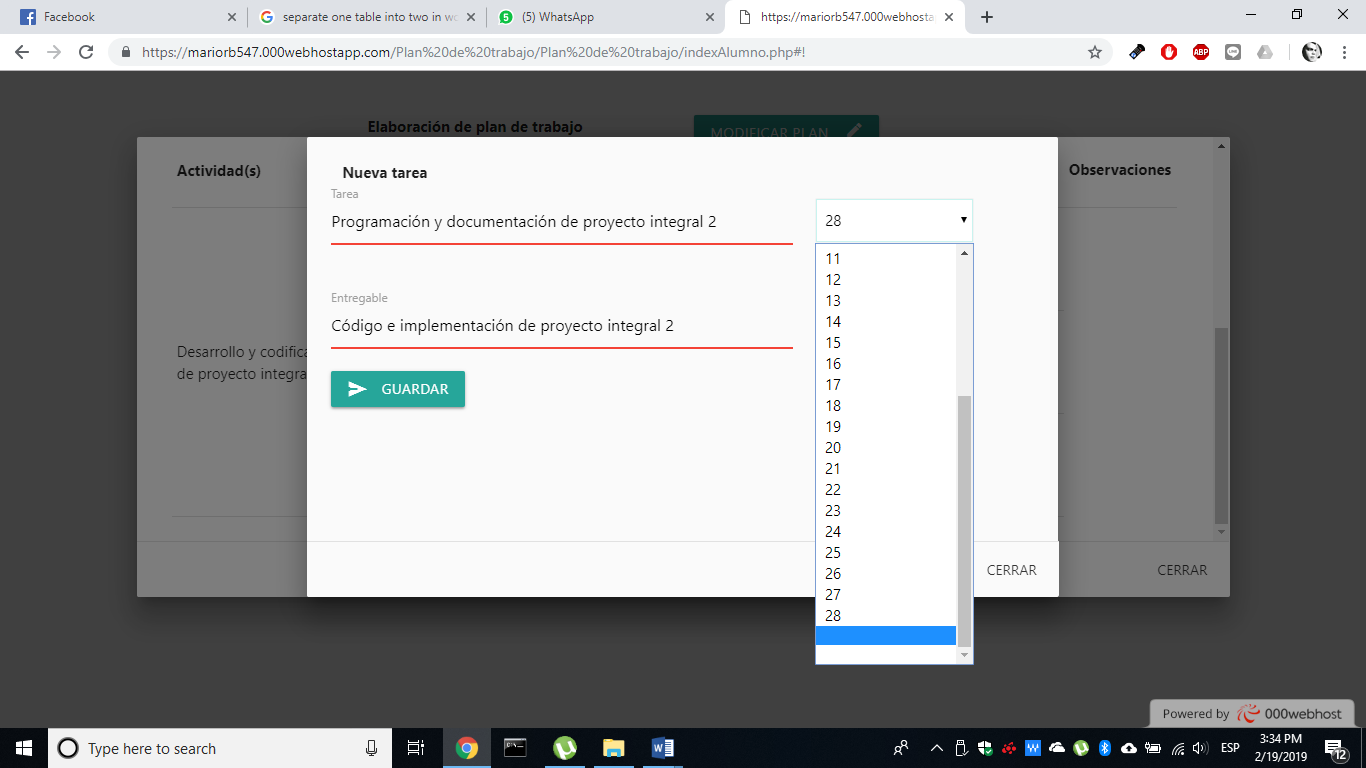 Facebook
separate one table into two in wo
(5) WhatsApp
https://mariorb547.000webhosta
https://mariorb547.000webhostapp.com/Plan%20de%20trabajo/Plan%20de%20trabajo/indexAlumno.php#!
Elaboración de plan de trabajo
MODIFICAR PLAN
Actividad(s)
Observaciones
Nueva tarea
Tarea
Programación y documentación de proyecto integral 2
28
Entregable
Código e implementación de proyecto integral 2
GUARDAR
Desarrollo y codifica
de proyecto integra
11
12
13
14
15
16
17
18
19
20
21
22
23
24
25
26
27
28
CERRAR
CERRAR
Powered by 000webhost
Type here to search
ESP
3:34 PM
2/19/2019
12